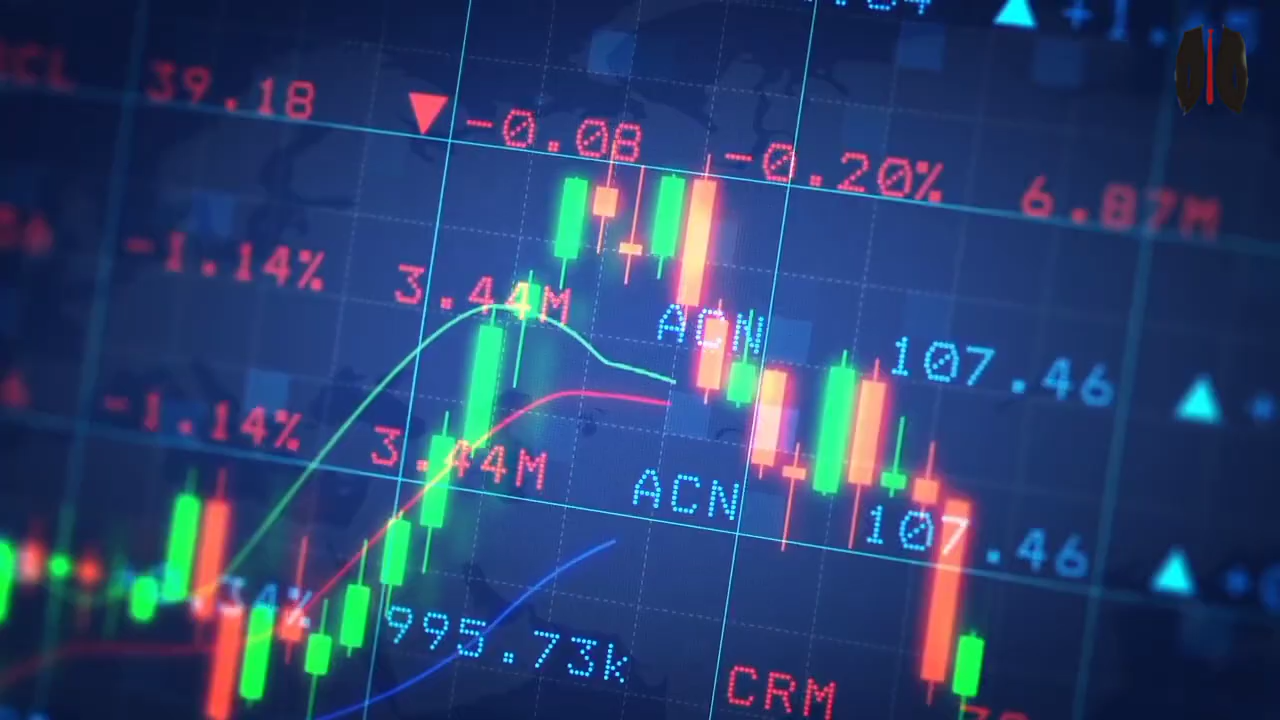 39.18 ▼ -0.08 -0.20% 6.87M
-1.14% 3.44M ACN 107.46 ▲
-1.14% 3.44M ACN 107.46 ▲
34% 995.73k CRM